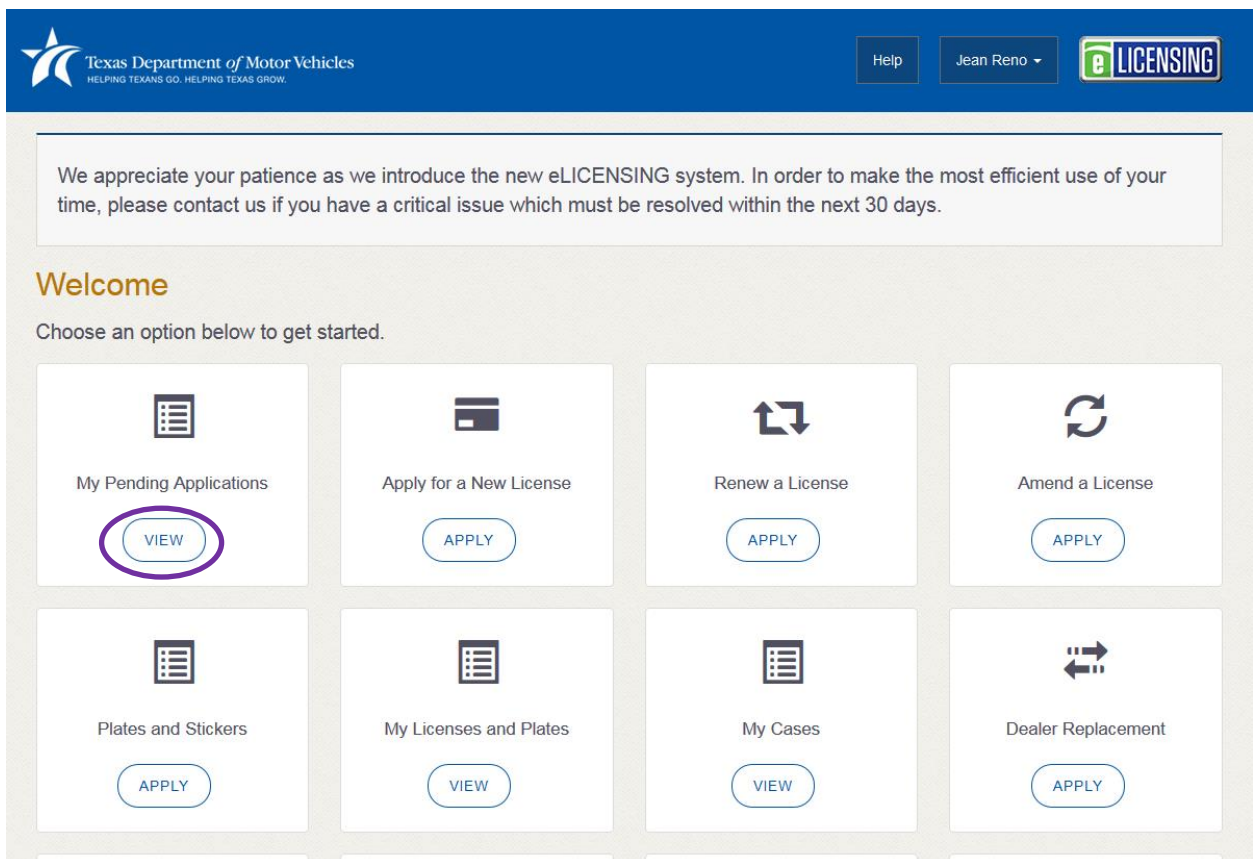 Texas Department of Motor Vehicles
HELPING TEXANS GO. HELPING TEXAS GROW.
Help
Jean Reno
e LICENSING
We appreciate your patience as we introduce the new eLICENSING system. In order to make the most efficient use of your
time, please contact us if you have a critical issue which must be resolved within the next 30 days.
Welcome
Choose an option below to get started.
My Pending Applications
VIEW
Apply for a New License
APPLY
Renew a License
APPLY
Amend a License
APPLY
Plates and Stickers
APPLY
My Licenses and Plates
VIEW
My Cases
VIEW
Dealer Replacement
APPLY